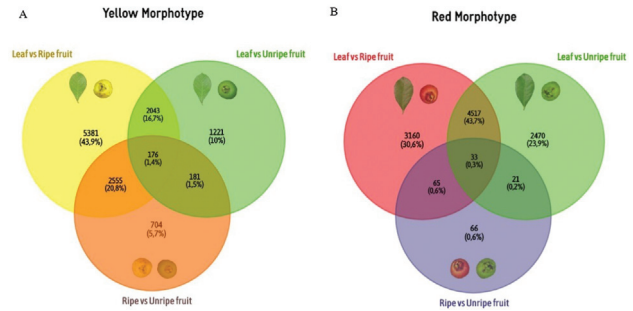 A
Yellow Morphotype
Leaf vs Ripe fruit
Leaf vs Unripe fruit
5381
(43,9%)
2043
(16,7%)
1221
(10%)
176
(1,4%)
2555
(20,8%)
181
(1,5%)
704
(5,7%)
Ripe vs Unripe fruit
B
Red Morphotype
Leaf vs Ripe fruit
Leaf vs Unripe fruit
3160
(30,6%)
4517
(43,7%)
2470
(23,9%)
33
(0,3%)
65
(0,6%)
21
(0,2%)
66
(0,6%)
Ripe vs Unripe fruit